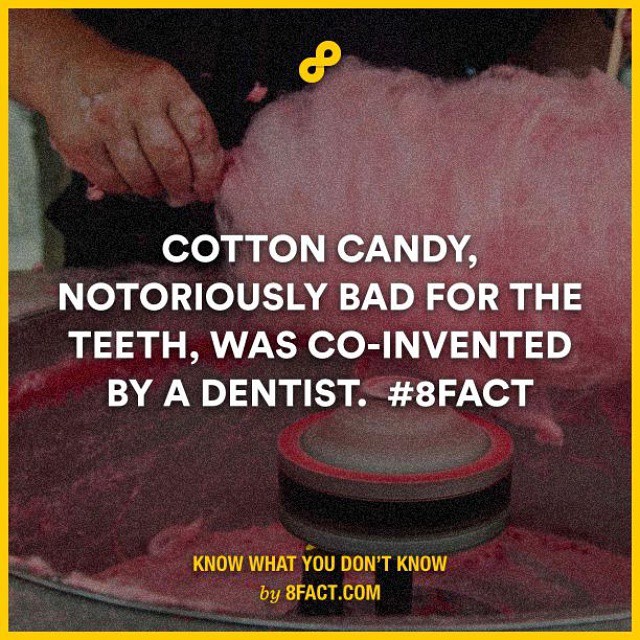 COTTON CANDY,
NOTORIOUSLY BAD FOR THE
TEETH, WAS CO-INVENTED
BY A DENTIST. #8FACT
KNOW WHAT YOU DON'T KNOW
by 8FACT.COM